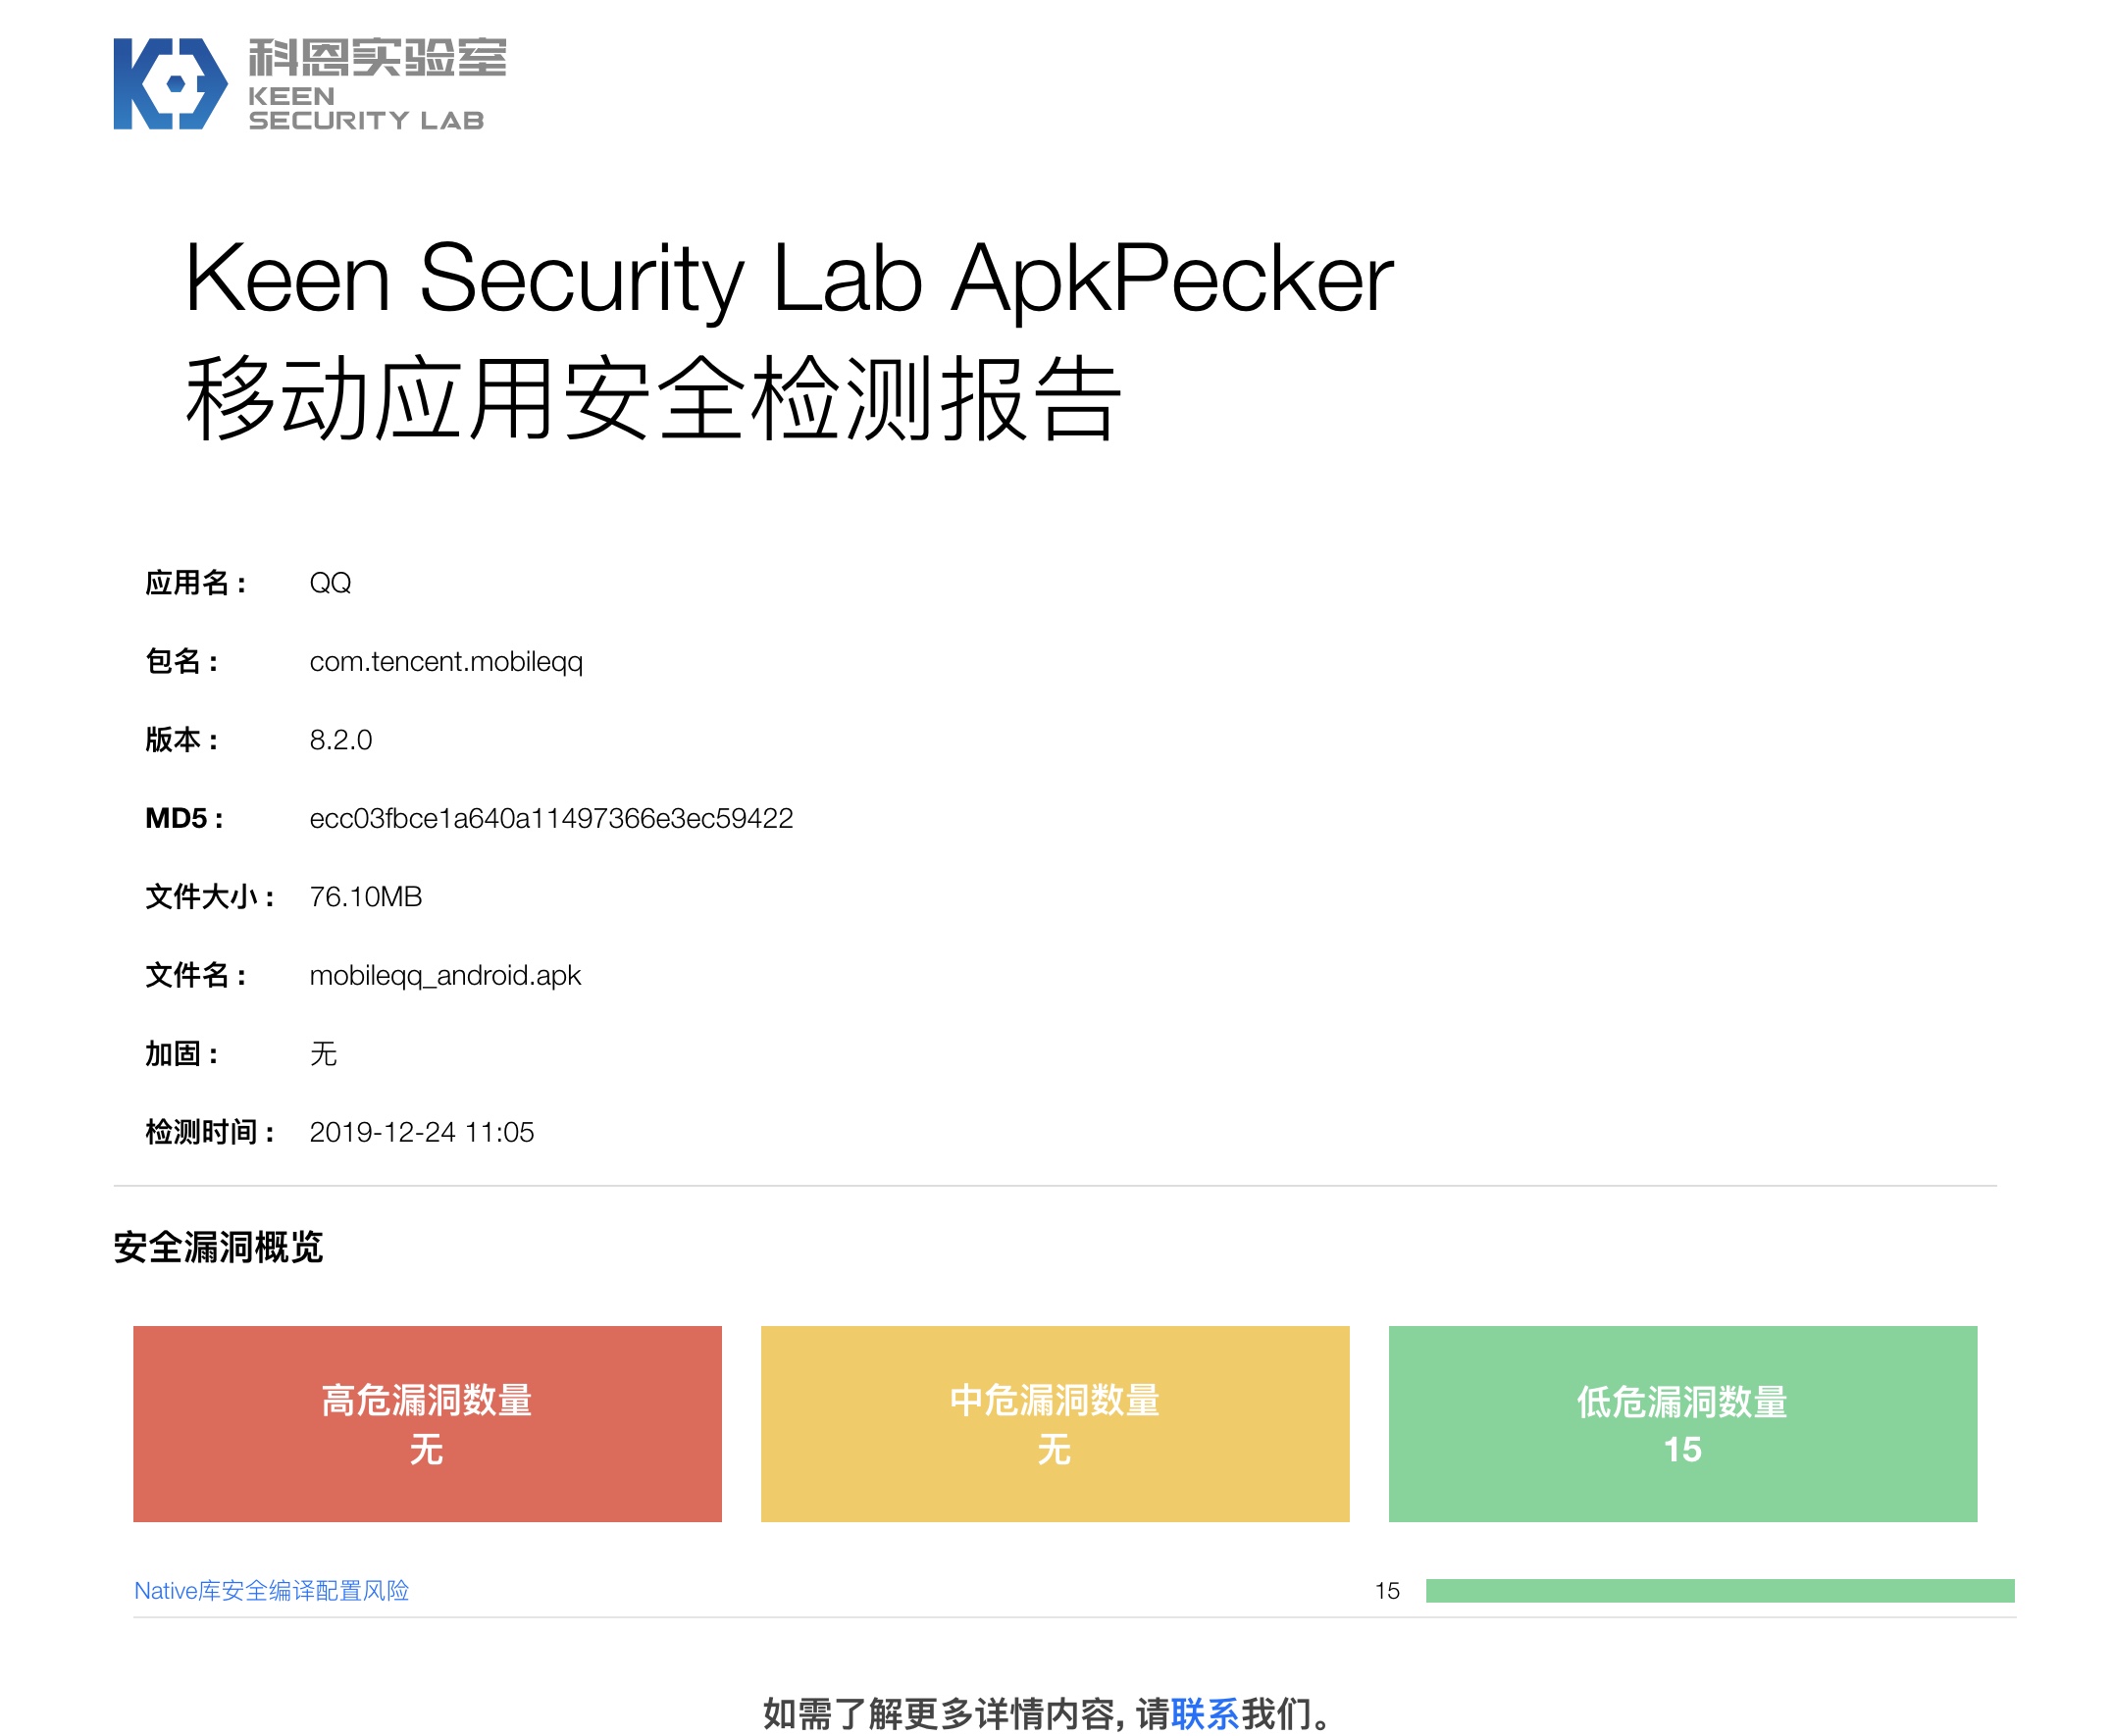 科恩实验室
KEEN
SECURITY LAB
Keen Security Lab ApkPecker
移动应用安全检测报告
应用名： QQ
包名： com.tencent.mobileqq
版本： 8.2.0
MD5： ecc03fbce1a640a11497366e3ec59422
文件大小： 76.10MB
文件名： mobileqq_android.apk
加固： 无
检测时间： 2019-12-24 11:05
安全漏洞概览
高危漏洞数量
无
中危漏洞数量
无
低危漏洞数量
15
Native库安全编译配置风险 15
如需了解更多详情内容, 请联系我们。